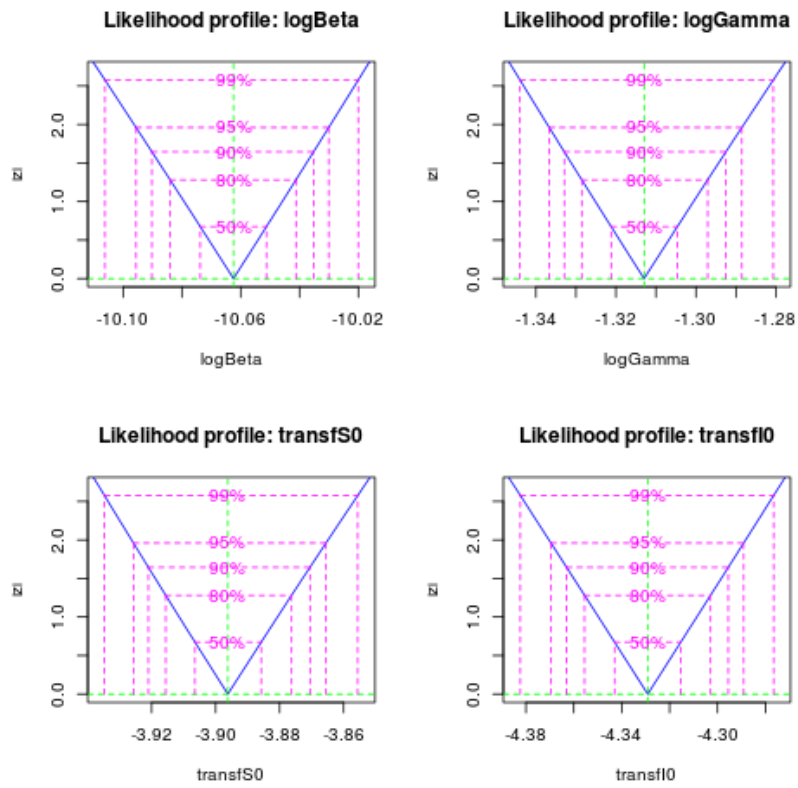 Likelihood profile: logBeta
|z|
2.0
1.0
0.0
99%
95%
90%
80%
50%
-10.10 -10.06 -10.02
logBeta
Likelihood profile: logGamma
|z|
2.0
1.0
0.0
99%
95%
90%
80%
50%
-1.34 -1.32 -1.30 -1.28
logGamma
Likelihood profile: transfS0
|z|
2.0
1.0
0.0
99%
95%
90%
80%
50%
-3.92 -3.90 -3.88 -3.86
transfS0
Likelihood profile: transfI0
|z|
2.0
1.0
0.0
99%
95%
90%
80%
50%
-4.38 -4.34 -4.30
transfI0